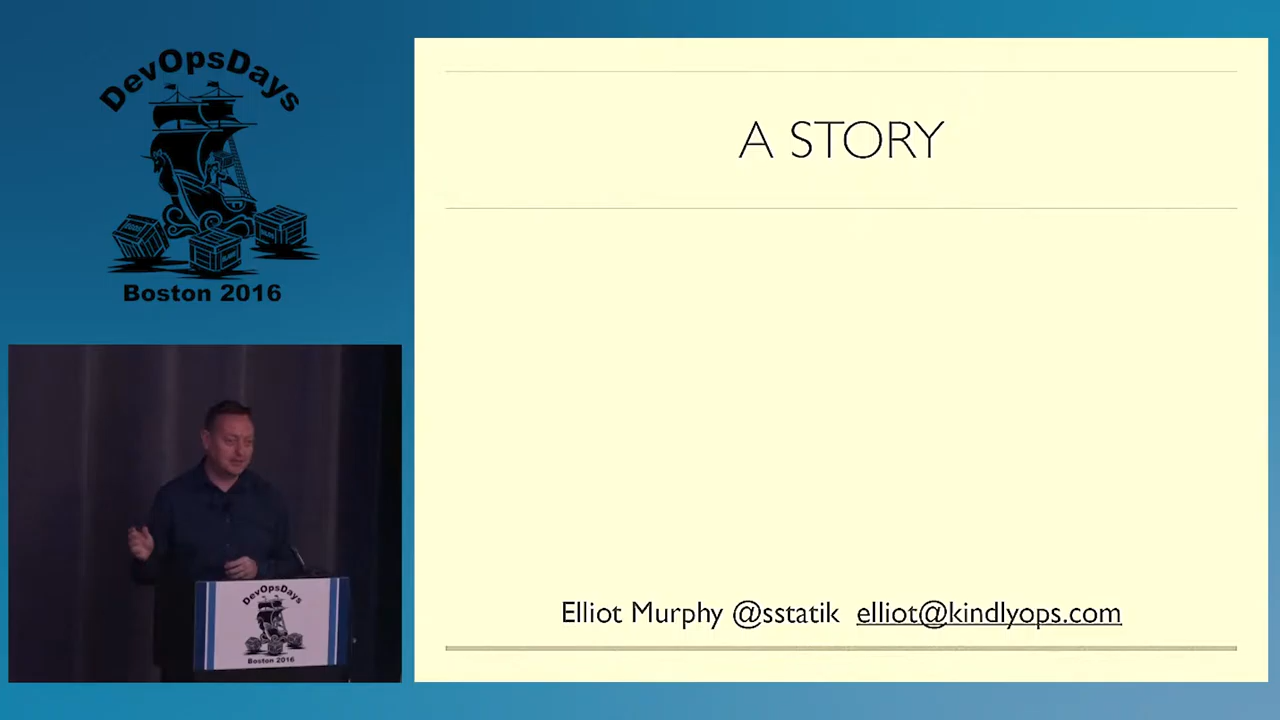 DevOpsDays
Boston 2016
A STORY
Elliot Murphy @sstatik elliot@kindlyops.com
DevOpsDays
Boston 2016